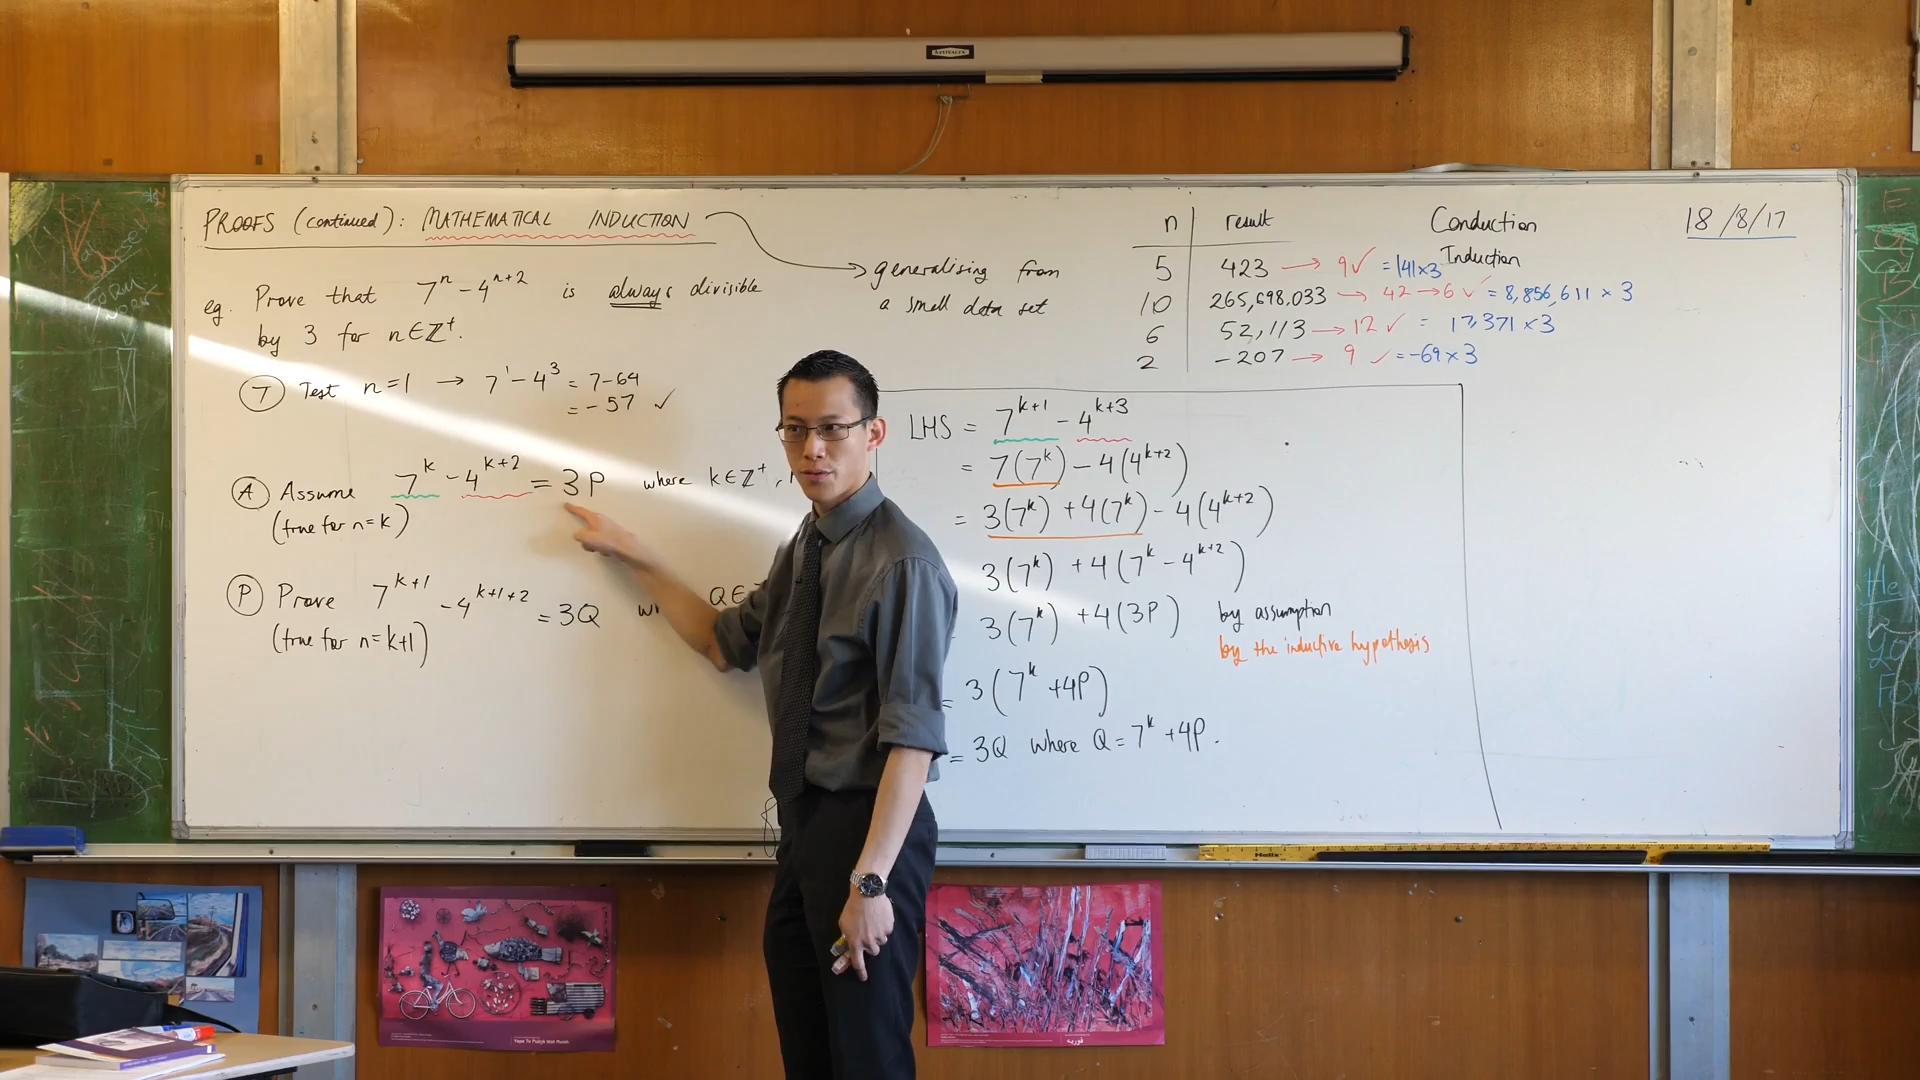 PROOFS (continued): MATHEMATICAL INDUCTION
generalising from
a small data set
eg. Prove that 7^n - 4^{n+2} is always divisible
by 3 for n∈ℤ⁺.
T Test n=1 → 7^1 - 4^3 = 7-64
= -57 ✓
A Assume 7^k - 4^{k+2} = 3P where k∈ℤ⁺,
(true for n=k)
P Prove 7^{k+1} - 4^{k+1+2} = 3Q
(true for n=k+1)
n result
5 423 → 9✓ = 141×3
10 265,698,033 → 42 → 6✓ = 8,856,611 × 3
6 52,113 → 12✓ = 17,371×3
2 -207 → 9✓ = -69×3
Conduction
Induction
18/8/17
LHS = 7^{k+1} - 4^{k+3}
= 7(7^k) - 4(4^{k+2})
= 3(7^k) + 4(7^k) - 4(4^{k+2})
3(7^k) + 4(7^k - 4^{k+2})
3(7^k) + 4(3P) by assumption
by the inductive hypothesis
= 3(7^k + 4P)
= 3Q where Q = 7^k + 4P.